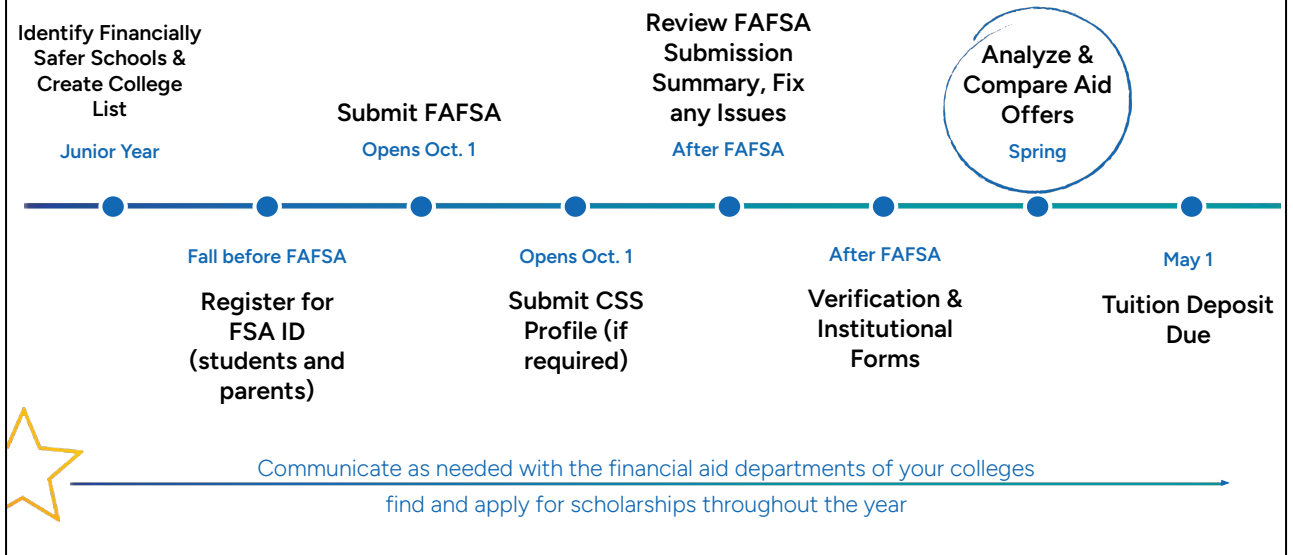 Identify Financially
Safer Schools &
Create College
List
Junior Year
Fall before FAFSA
Register for
FSA ID
(students and
parents)
Submit FAFSA
Opens Oct. 1
Opens Oct. 1
Submit CSS
Profile (if
required)
Review FAFSA
Submission
Summary, Fix
any Issues
After FAFSA
After FAFSA
Verification &
Institutional
Forms
Analyze &
Compare Aid
Offers
Spring
May 1
Tuition Deposit
Due
Communicate as needed with the financial aid departments of your colleges
find and apply for scholarships throughout the year